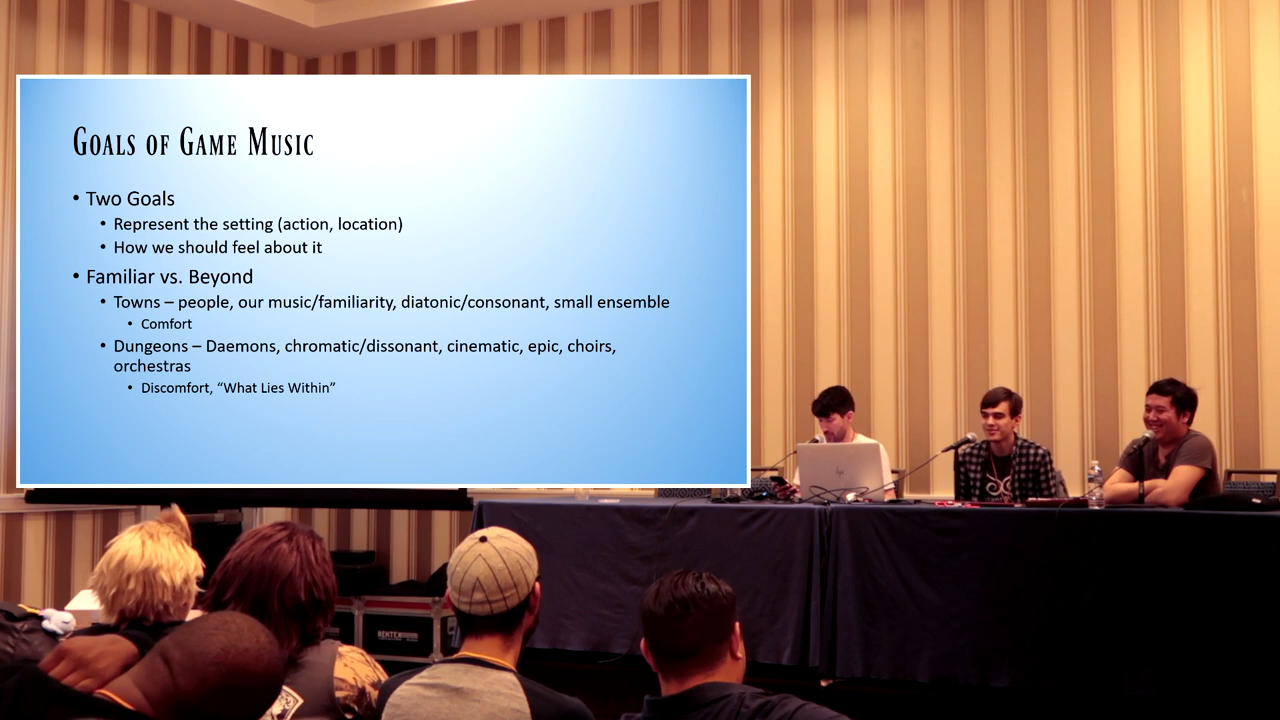 Goals of Game Music
• Two Goals
• Represent the setting (action, location)
• How we should feel about it
• Familiar vs. Beyond
• Towns – people, our music/familiarity, diatonic/consonant, small ensemble
• Comfort
• Dungeons – Daemons, chromatic/dissonant, cinematic, epic, choirs,
orchestras
• Discomfort, “What Lies Within”
hp
RENTEX